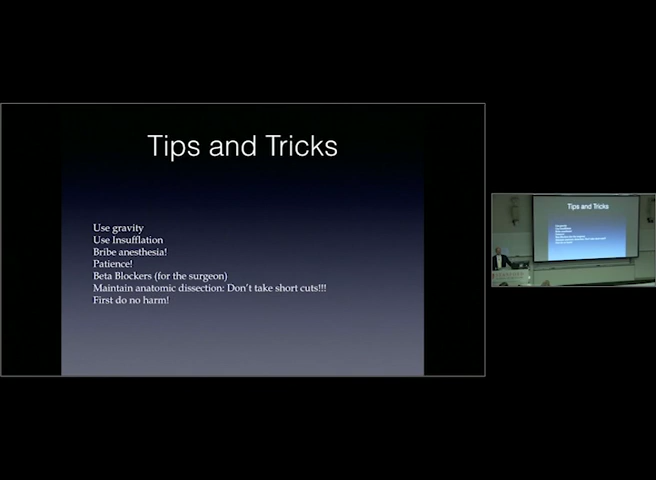 Tips and Tricks
Use gravity
Use Insufflation
Bribe anesthesia!
Patience!
Beta Blockers (for the surgeon)
Maintain anatomic dissection: Don't take short cuts!!!
First do no harm!
Tips and Tricks